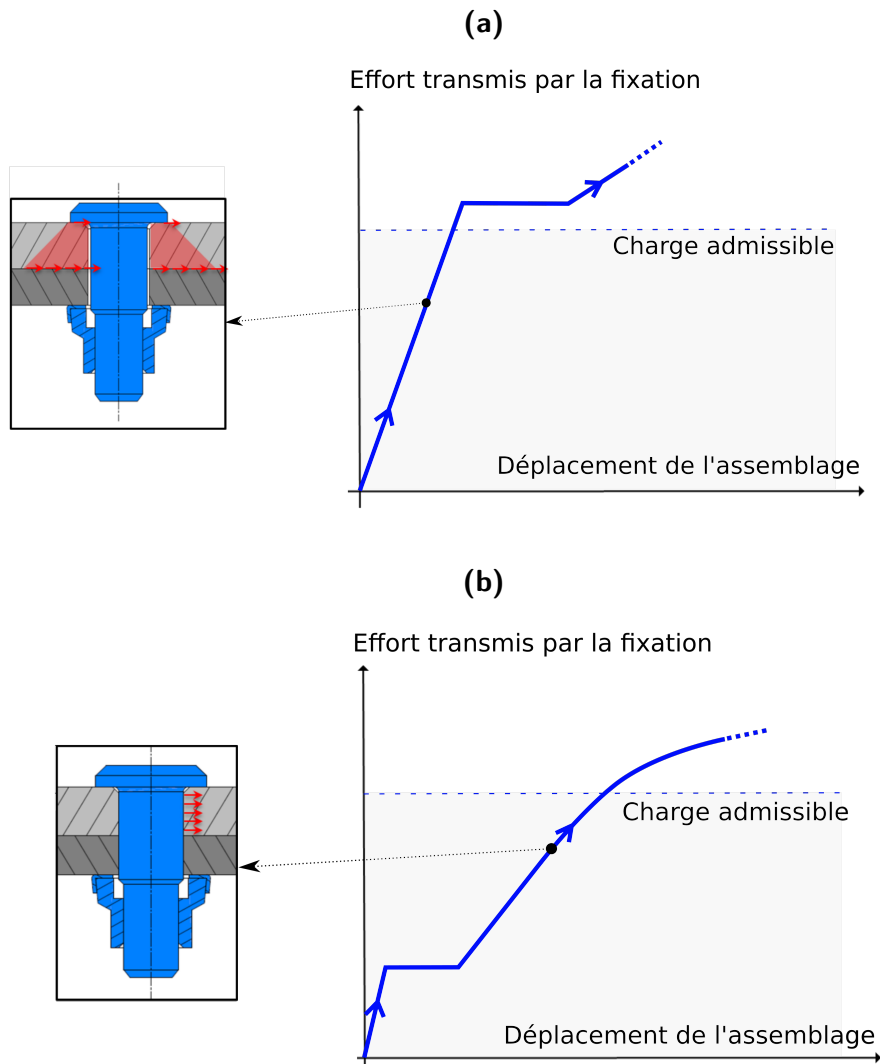 (a)
Effort transmis par la fixation
Charge admissible
Déplacement de l'assemblage
(b)
Effort transmis par la fixation
Charge admissible
Déplacement de l'assemblage